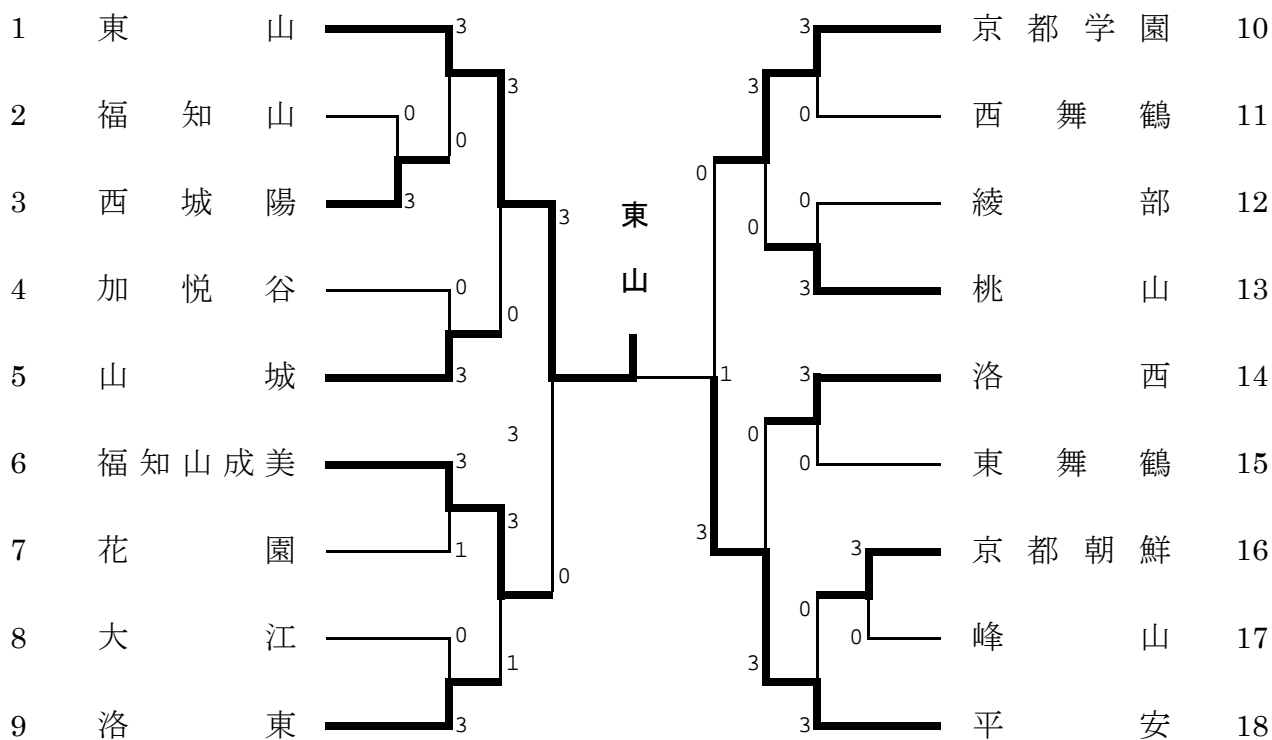 1 東山 3 3 京都学園 10
3 3
2 福知山 0 0 西舞鶴 11
0
3 西城陽 3 0 0 綾部 12
3 東山 0
4 加悦谷 0 3 桃山 13
0
5 山城 3 1 3 洛西 14
3 0
6 福知山成美 3 0 東舞鶴 15
3 3
7 花園 1 3 京都朝鮮 16
0 0
8 大江 0 0 峰山 17
1 3
9 洛東 3 3 平安 18